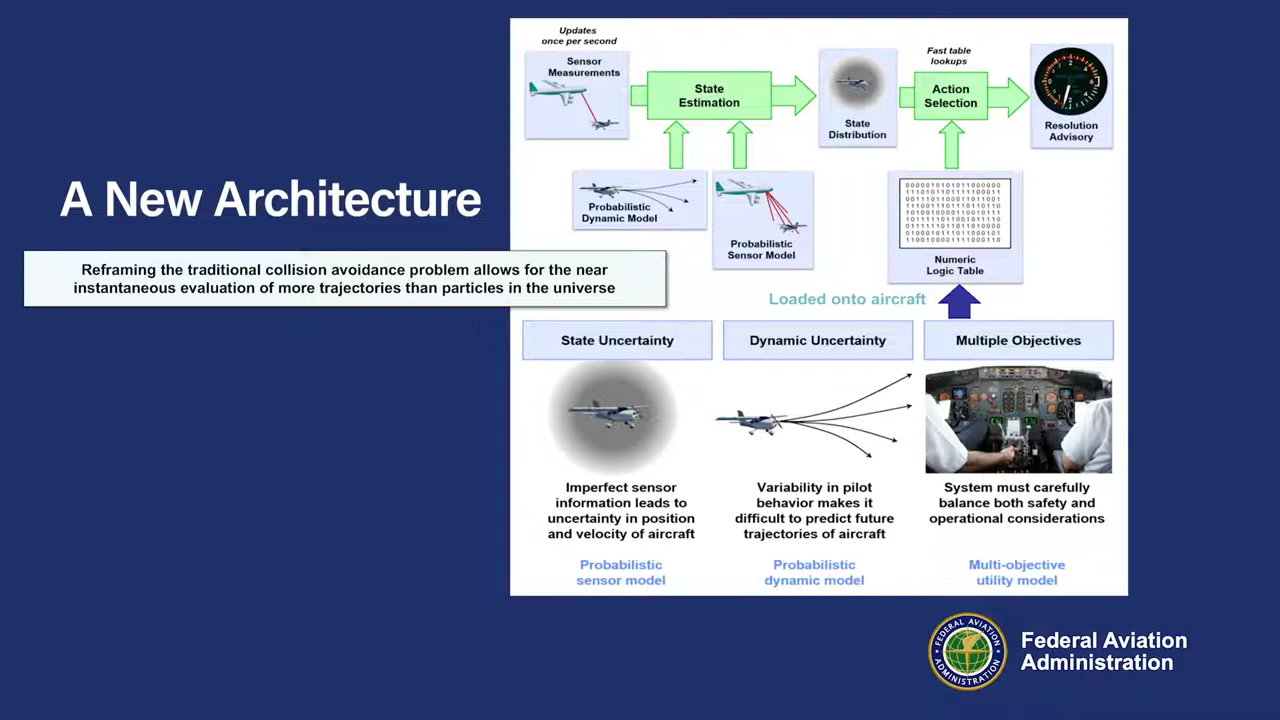 A New Architecture
Reframing the traditional collision avoidance problem allows for the near
instantaneous evaluation of more trajectories than particles in the universe
Updates
once per second
Sensor
Measurements
State
Estimation
State
Distribution
Fast table
lookups
Action
Selection
Resolution
Advisory
Probabilistic
Dynamic Model
Probabilistic
Sensor Model
Numeric
Logic Table
Loaded onto aircraft
State Uncertainty
Dynamic Uncertainty
Multiple Objectives
Imperfect sensor
information leads to
uncertainty in position
and velocity of aircraft
Variability in pilot
behavior makes it
difficult to predict future
trajectories of aircraft
System must carefully
balance both safety and
operational considerations
Probabilistic
sensor model
Probabilistic
dynamic model
Multi-objective
utility model
FEDERAL AVIATION
ADMINISTRATION
Federal Aviation
Administration